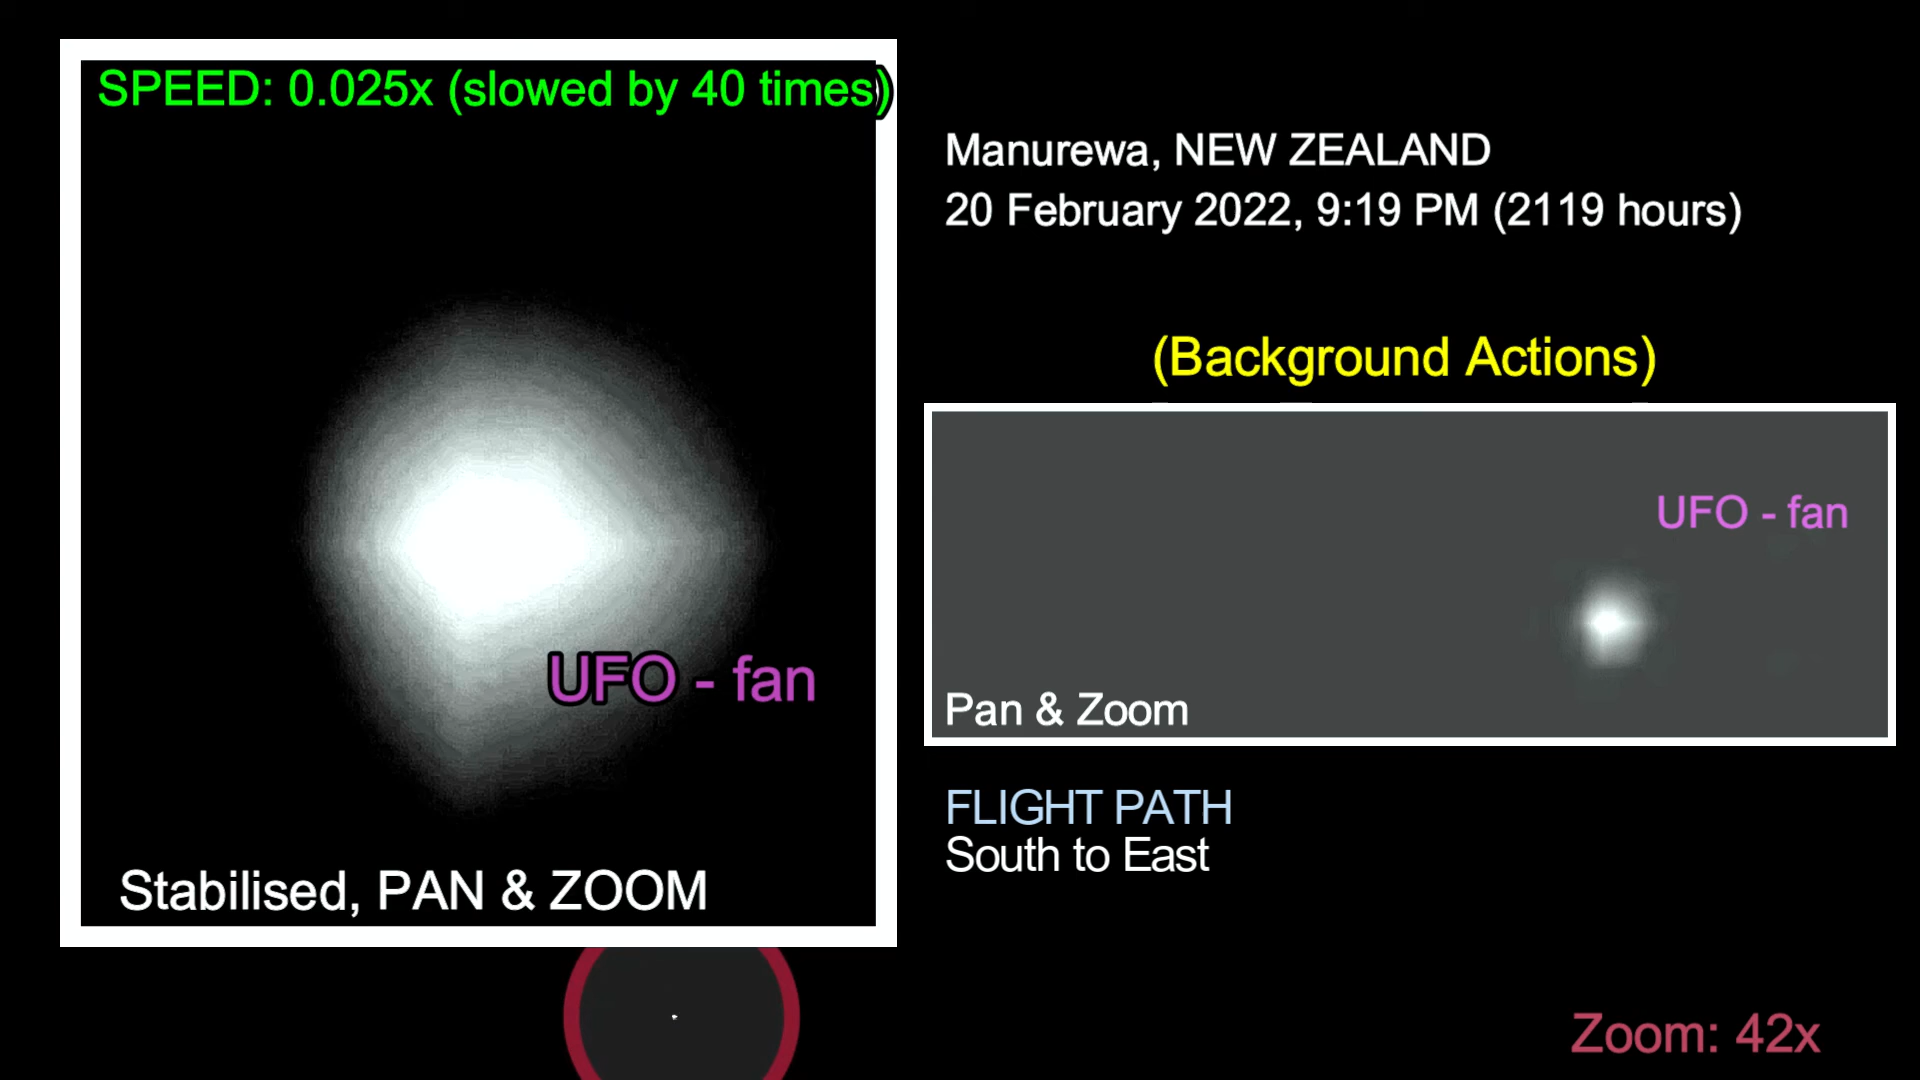 SPEED: 0.025x (slowed by 40 times)
Manurewa, NEW ZEALAND
20 February 2022, 9:19 PM (2119 hours)
(Background Actions)
UFO - fan
UFO - fan
Pan & Zoom
FLIGHT PATH
South to East
Stabilised, PAN & ZOOM
Zoom: 42x